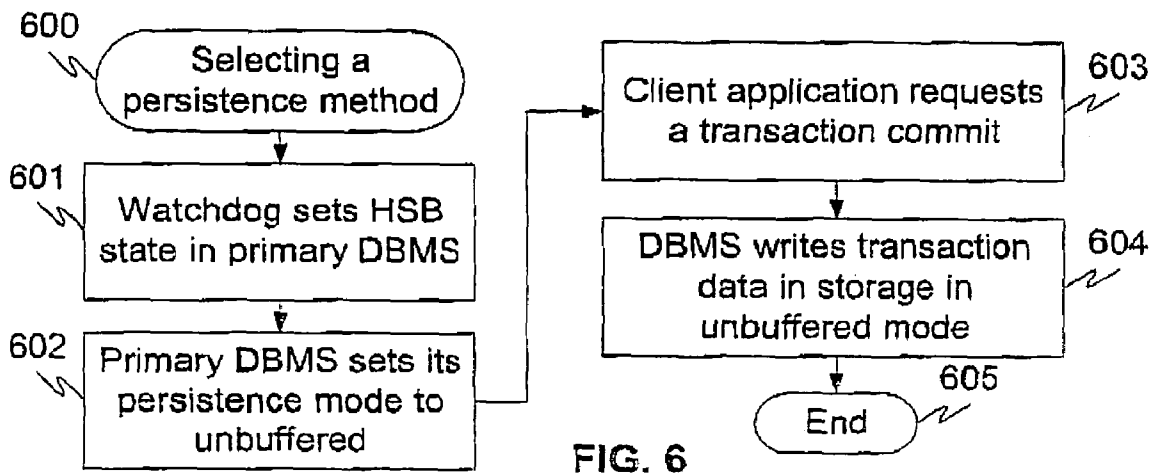 600
Selecting a
persistence method
601
Watchdog sets HSB
state in primary DBMS
602
Primary DBMS sets its
persistence mode to
unbuffered
603
Client application requests
a transaction commit
604
DBMS writes transaction
data in storage in
unbuffered mode
605
End
FIG. 6